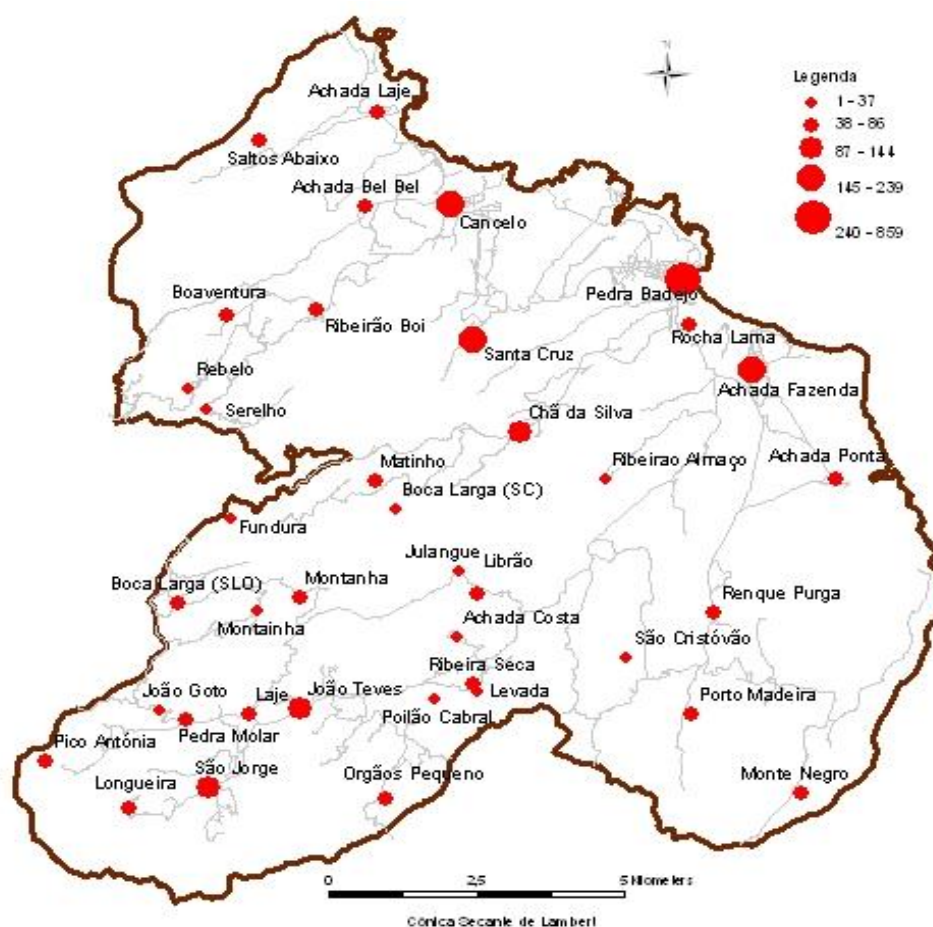 N
Legenda
1 - 37
38 - 86
87 - 144
145 - 239
240 - 859
Achada Laje
Saltos Abaixo
Achada Bel Bel
Cancelo
Pedra Badejo
Boaventura
Ribeirão Boi
Rocha Lama
Santa Cruz
Rebelo
Achada Fazenda
Serelho
Chã da Silva
Matinho
Ribeirao Almaço
Achada Ponta
Boca Larga (SC)
Fundura
Julangue
Librão
Boca Larga (SLO)
Montanha
Renque Purga
Montainha
Achada Costa
São Cristóvão
Ribeira Seca
João Goto
Laje
João Teves
Levada
Porto Madeira
Pedra Molar
Poilão Cabral
Pico Antónia
São Jorge
Longueira
Orgãos Pequeno
Monte Negro
0 2,5 5 Kilometers
Cónica Secante de Lambert